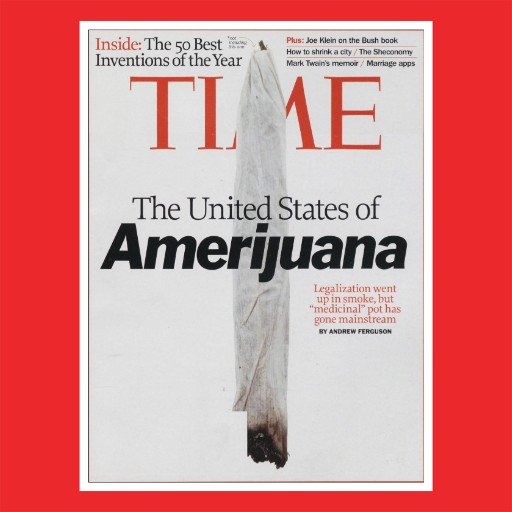 Inside: The 50 Best
Inventions of the Year
Plus: Joe Klein on the Bush book
How to shrink a city / The Sheconomy
Mark Twain's memoir / Marriage apps
TIME
The United States of
Amerijuana
Legalization went
up in smoke, but
"medicinal" pot has
gone mainstream
BY ANDREW FERGUSON